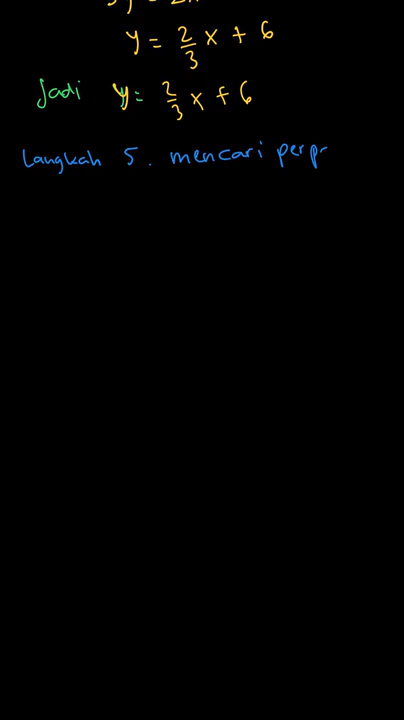 y = 2/3 x + 6
Jadi y = 2/3 x + 6
Langkah 5. mencari perpr